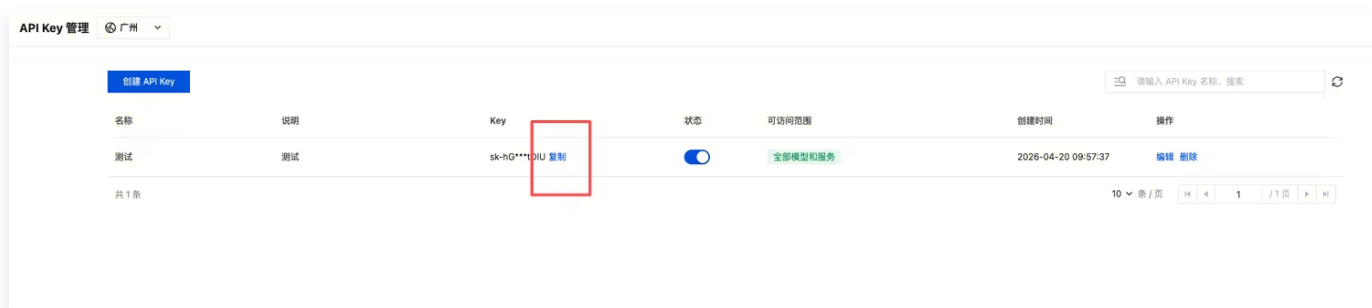 API Key 管理 广州
创建 API Key 请输入 API Key 名称，搜索
名称 说明 Key 状态 可访问范围 创建时间 操作
测试 测试 sk-hG***tDIU 复制 全部模型和服务 2026-04-20 09:57:37 编辑 删除
共 1 条 10 条 / 页 1 / 1 页